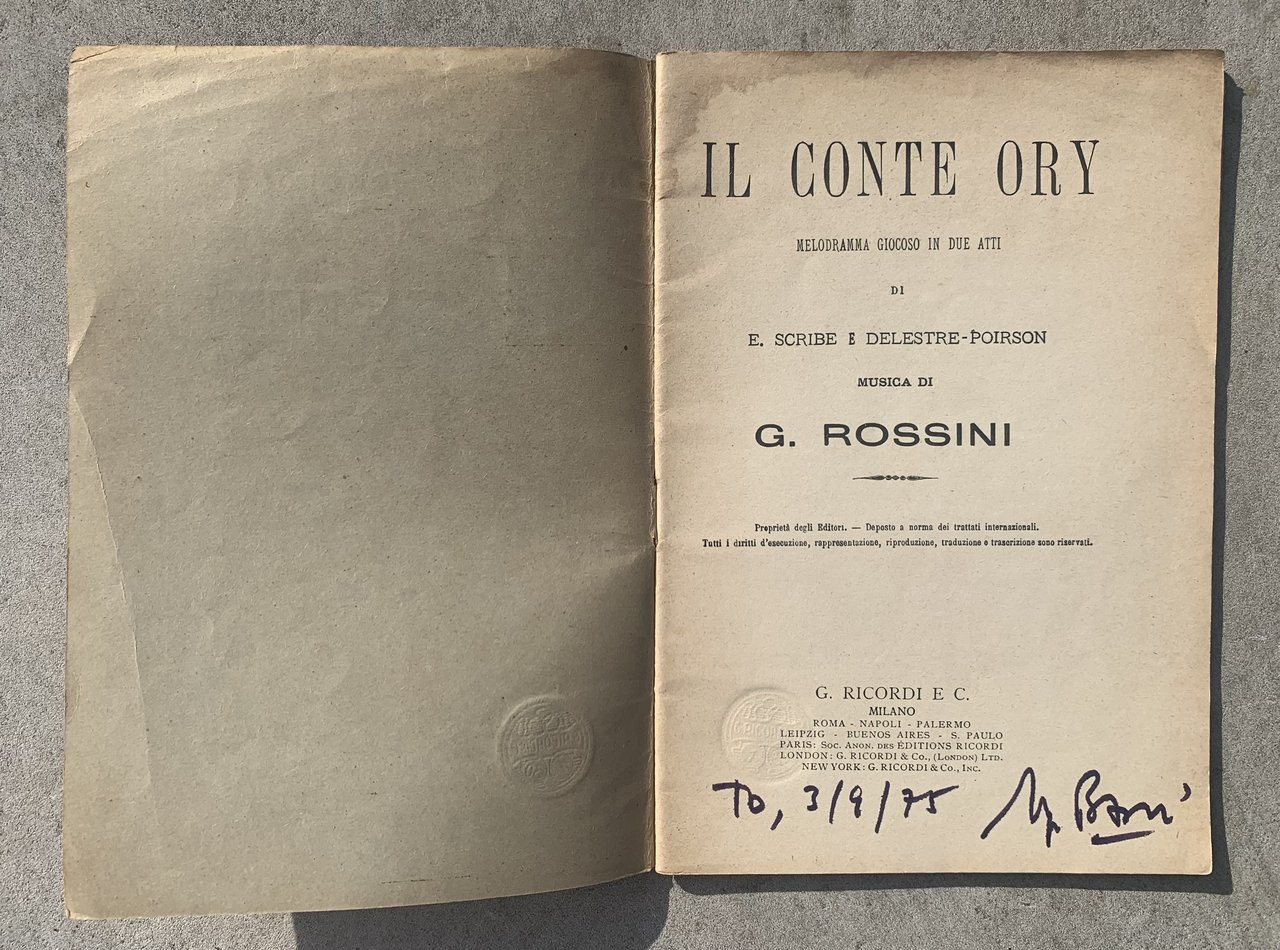 IL CONTE ORY
MELODRAMMA GIOCOSO IN DUE ATTI
DI
E. SCRIBE E DELESTRE-POIRSON
MUSICA DI
G. ROSSINI
Proprietà degli Editori. — Deposto a norma dei trattati internazionali.
Tutti i diritti d'esecuzione, rappresentazione, riproduzione, traduzione e trascrizione sono riservati.
G. RICORDI E C.
MILANO
ROMA - NAPOLI - PALERMO
LEIPZIG - BUENOS AIRES - S. PAULO
PARIS: SOC. ANON. DES ÉDITIONS RICORDI
LONDON: G. RICORDI & CO., (LONDON) LTD.
NEW YORK: G. RICORDI & CO., INC.
TO, 3/9/75